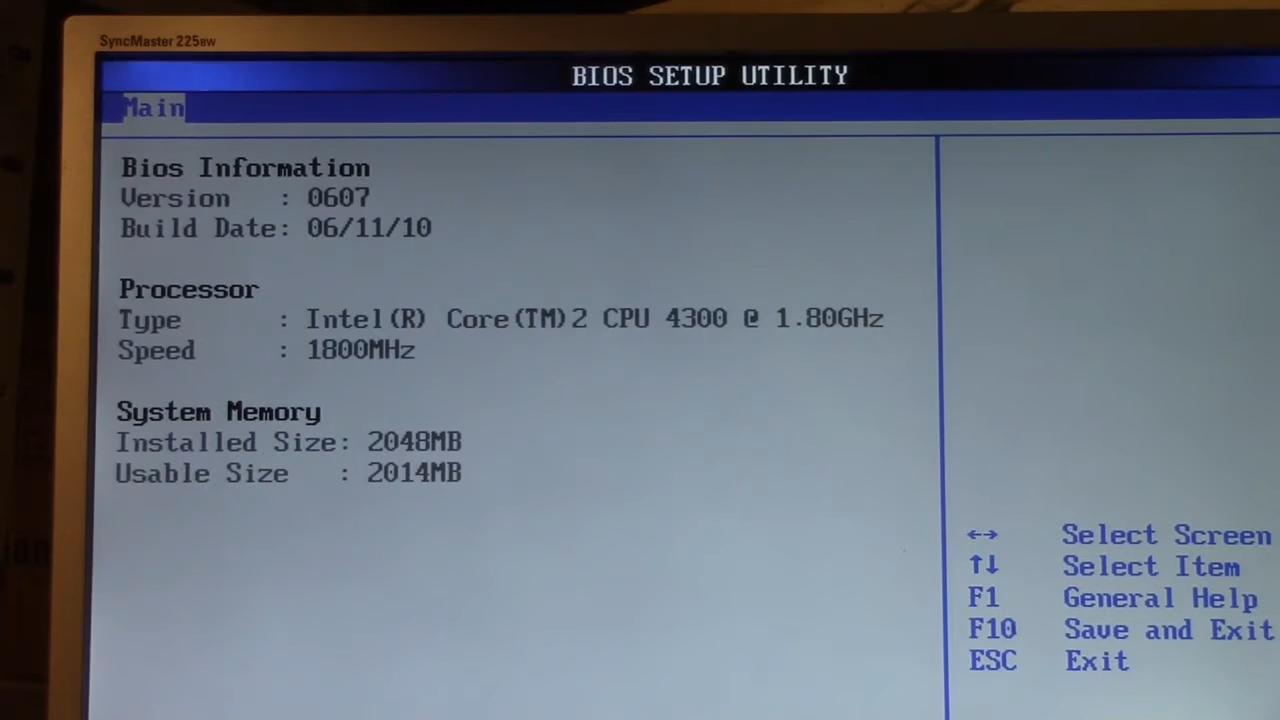 SyncMaster 225BW
BIOS SETUP UTILITY
Main
Bios Information
Version : 0607
Build Date: 06/11/10
Processor
Type : Intel(R) Core(TM)2 CPU 4300 @ 1.80GHz
Speed : 1800MHz
System Memory
Installed Size: 2048MB
Usable Size : 2014MB
↔ Select Screen
↑↓ Select Item
F1 General Help
F10 Save and Exit
ESC Exit